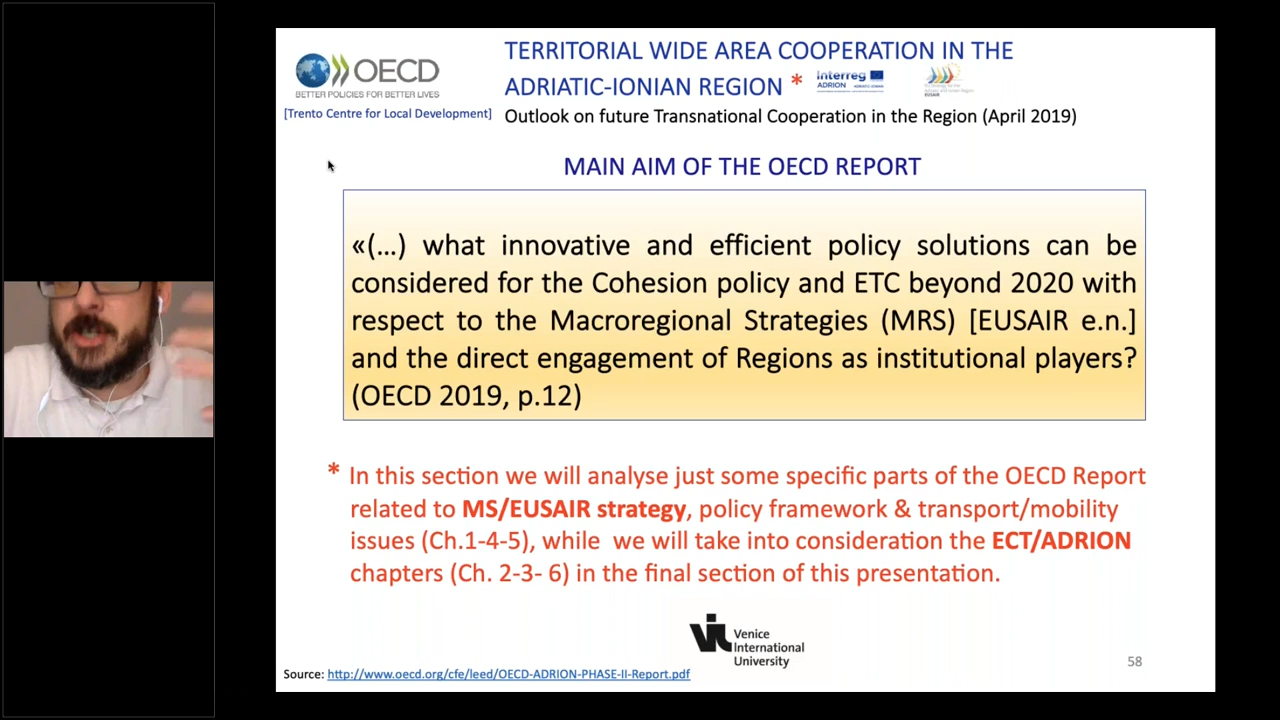 OECD
BETTER POLICIES FOR BETTER LIVES
[Trento Centre for Local Development]
TERRITORIAL WIDE AREA COOPERATION IN THE
ADRIATIC-IONIAN REGION *
Interreg
ADRION ADRIATIC-IONIAN
EUSAIR
Outlook on future Transnational Cooperation in the Region (April 2019)
MAIN AIM OF THE OECD REPORT
«(…) what innovative and efficient policy solutions can be
considered for the Cohesion policy and ETC beyond 2020 with
respect to the Macroregional Strategies (MRS) [EUSAIR e.n.]
and the direct engagement of Regions as institutional players?
(OECD 2019, p.12)
* In this section we will analyse just some specific parts of the OECD Report
related to MS/EUSAIR strategy, policy framework & transport/mobility
issues (Ch.1-4-5), while we will take into consideration the ECT/ADRION
chapters (Ch. 2-3- 6) in the final section of this presentation.
Venice
International
University
58
Source: http://www.oecd.org/cfe/leed/OECD-ADRION-PHASE-II-Report.pdf